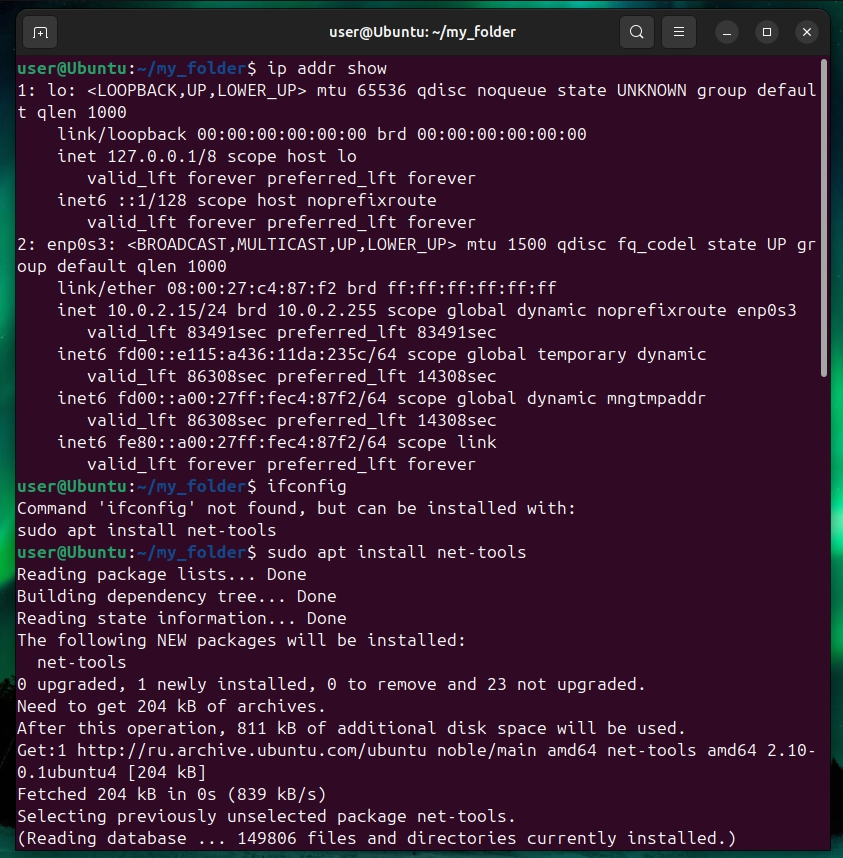 user@Ubuntu: ~/my_folder
user@Ubuntu:~/my_folder$ ip addr show
1: lo: <LOOPBACK,UP,LOWER_UP> mtu 65536 qdisc noqueue state UNKNOWN group defaul
t qlen 1000
    link/loopback 00:00:00:00:00:00 brd 00:00:00:00:00:00
    inet 127.0.0.1/8 scope host lo
       valid_lft forever preferred_lft forever
    inet6 ::1/128 scope host noprefixroute
       valid_lft forever preferred_lft forever
2: enp0s3: <BROADCAST,MULTICAST,UP,LOWER_UP> mtu 1500 qdisc fq_codel state UP gr
oup default qlen 1000
    link/ether 08:00:27:c4:87:f2 brd ff:ff:ff:ff:ff:ff
    inet 10.0.2.15/24 brd 10.0.2.255 scope global dynamic noprefixroute enp0s3
       valid_lft 83491sec preferred_lft 83491sec
    inet6 fd00::e115:a436:11da:235c/64 scope global temporary dynamic
       valid_lft 86308sec preferred_lft 14308sec
    inet6 fd00::a00:27ff:fec4:87f2/64 scope global dynamic mngtmpaddr
       valid_lft 86308sec preferred_lft 14308sec
    inet6 fe80::a00:27ff:fec4:87f2/64 scope link
       valid_lft forever preferred_lft forever
user@Ubuntu:~/my_folder$ ifconfig
Command 'ifconfig' not found, but can be installed with:
sudo apt install net-tools
user@Ubuntu:~/my_folder$ sudo apt install net-tools
Reading package lists... Done
Building dependency tree... Done
Reading state information... Done
The following NEW packages will be installed:
  net-tools
0 upgraded, 1 newly installed, 0 to remove and 23 not upgraded.
Need to get 204 kB of archives.
After this operation, 811 kB of additional disk space will be used.
Get:1 http://ru.archive.ubuntu.com/ubuntu noble/main amd64 net-tools amd64 2.10-
0.1ubuntu4 [204 kB]
Fetched 204 kB in 0s (839 kB/s)
Selecting previously unselected package net-tools.
(Reading database ... 149806 files and directories currently installed.)